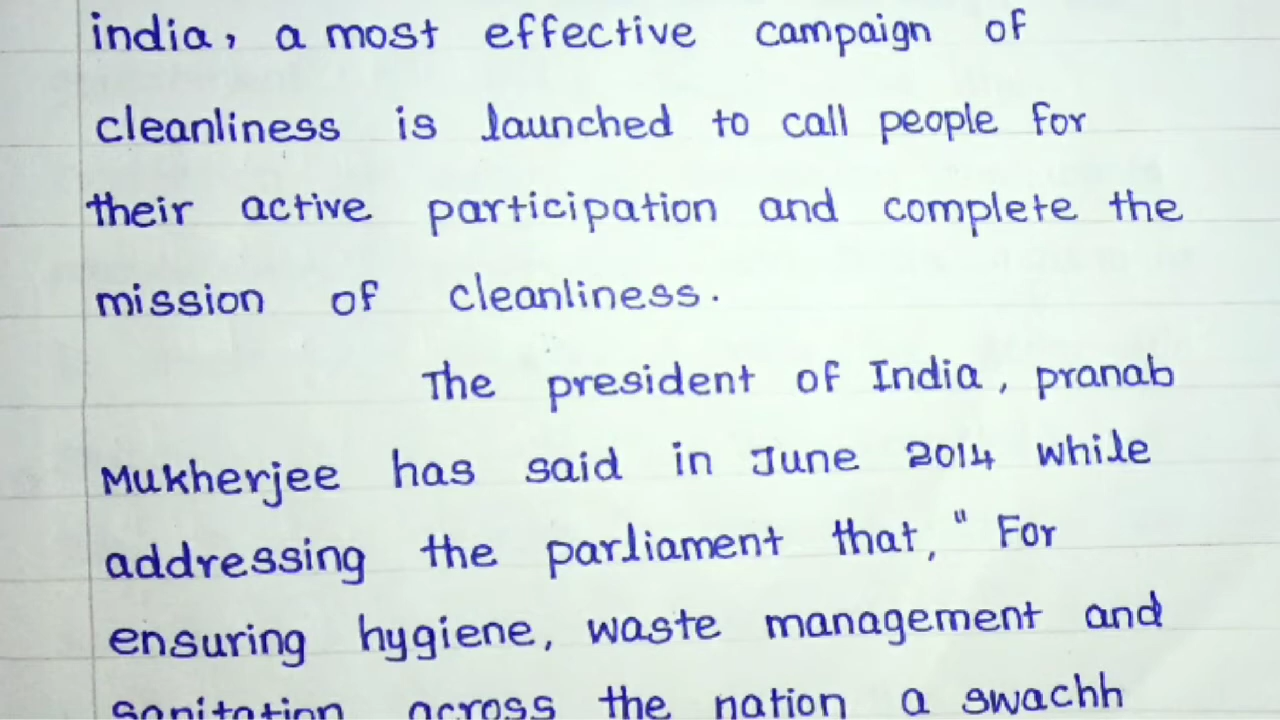 india, a most effective campaign of
cleanliness is launched to call people for
their active participation and complete the
mission of cleanliness.
The president of India, pranab
Mukherjee has said in June 2014 while
addressing the parliament that, " For
ensuring hygiene, waste management and
sanitation across the nation a swachh